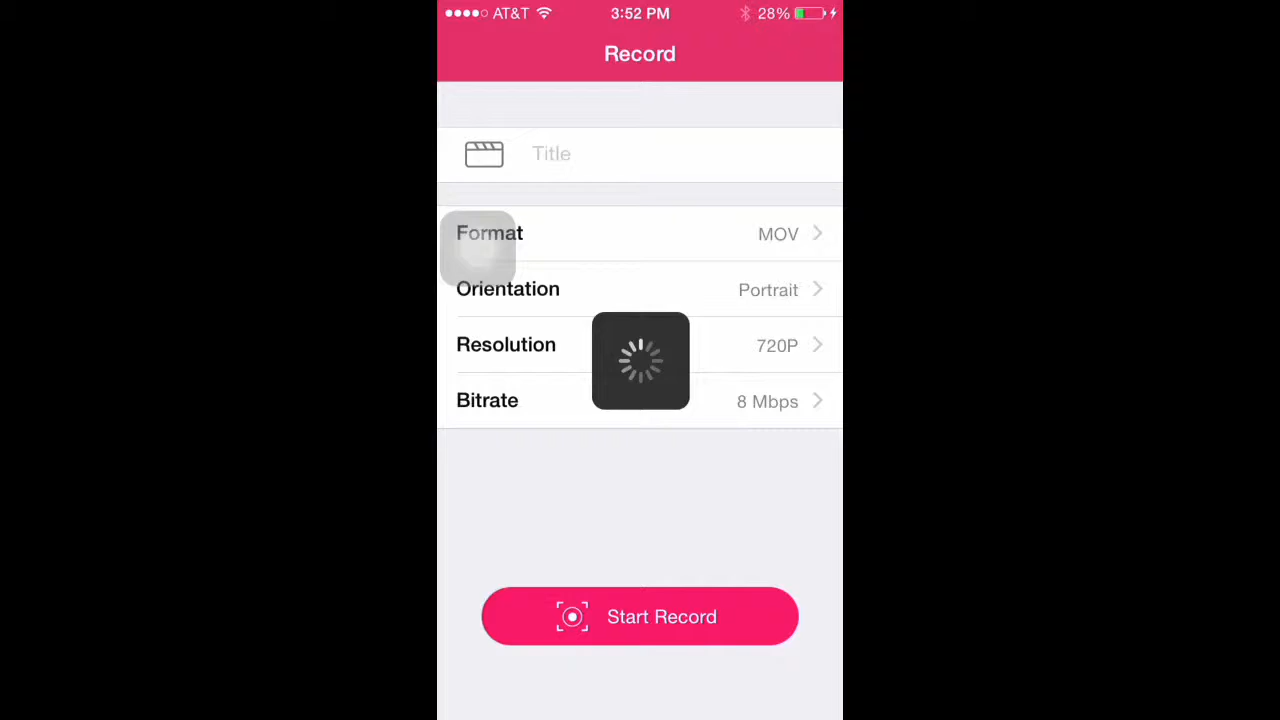 AT&T 3:52 PM 28%
Record
Title
Format MOV
Orientation Portrait
Resolution 720P
Bitrate 8 Mbps
Start Record